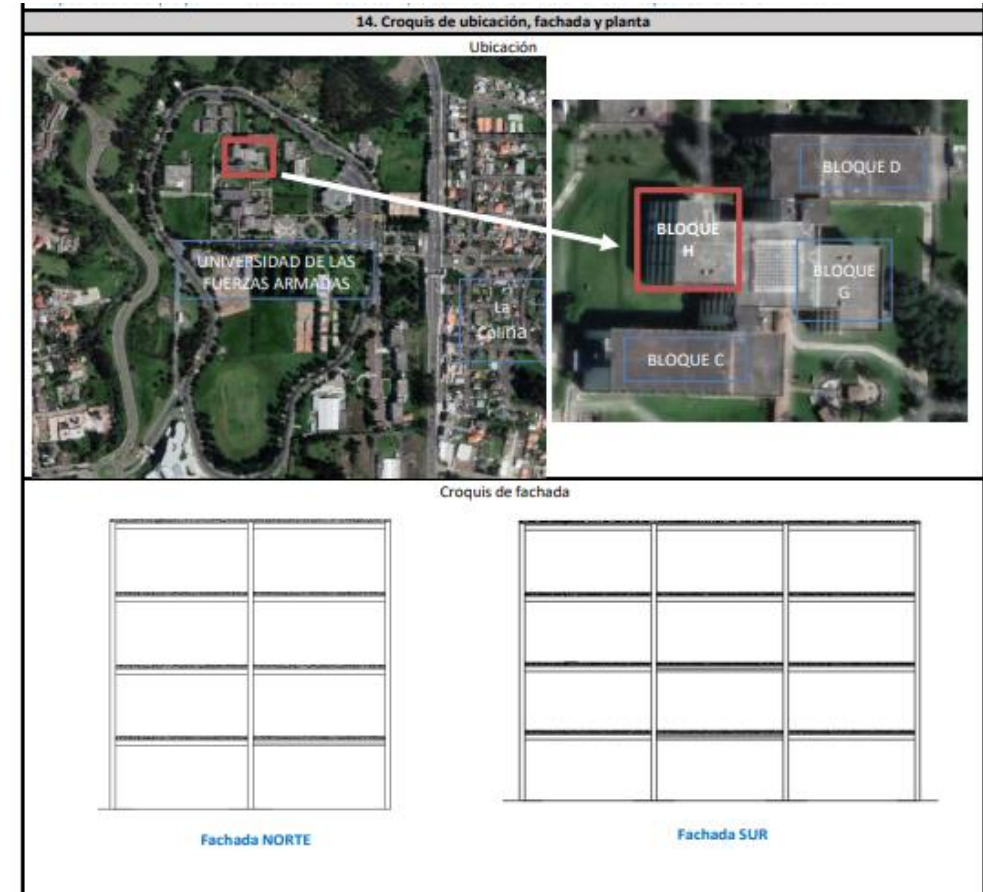 14. Croquis de ubicación, fachada y planta
Ubicación
UNIVERSIDAD DE LAS
FUERZAS ARMADAS
La
Colina
BLOQUE D
BLOQUE
H
BLOQUE
G
BLOQUE C
Croquis de fachada
Fachada NORTE
Fachada SUR